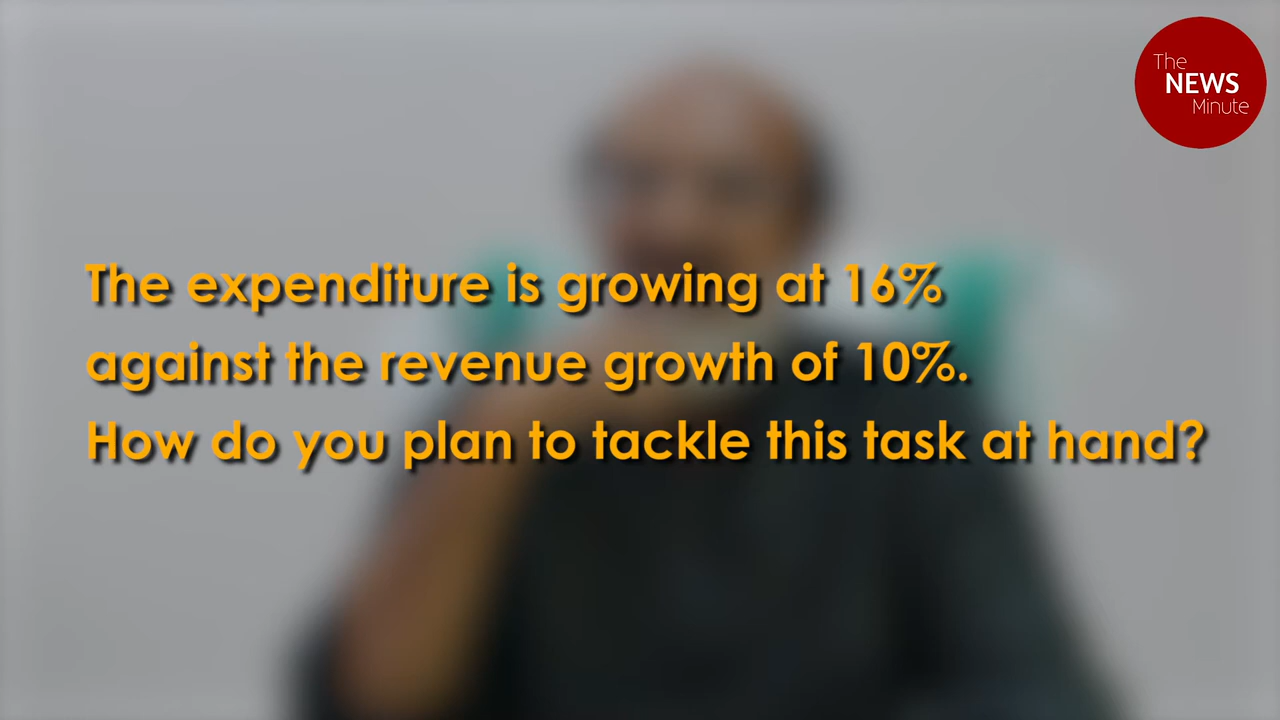 The
NEWS
Minute
The expenditure is growing at 16%
against the revenue growth of 10%.
How do you plan to tackle this task at hand?